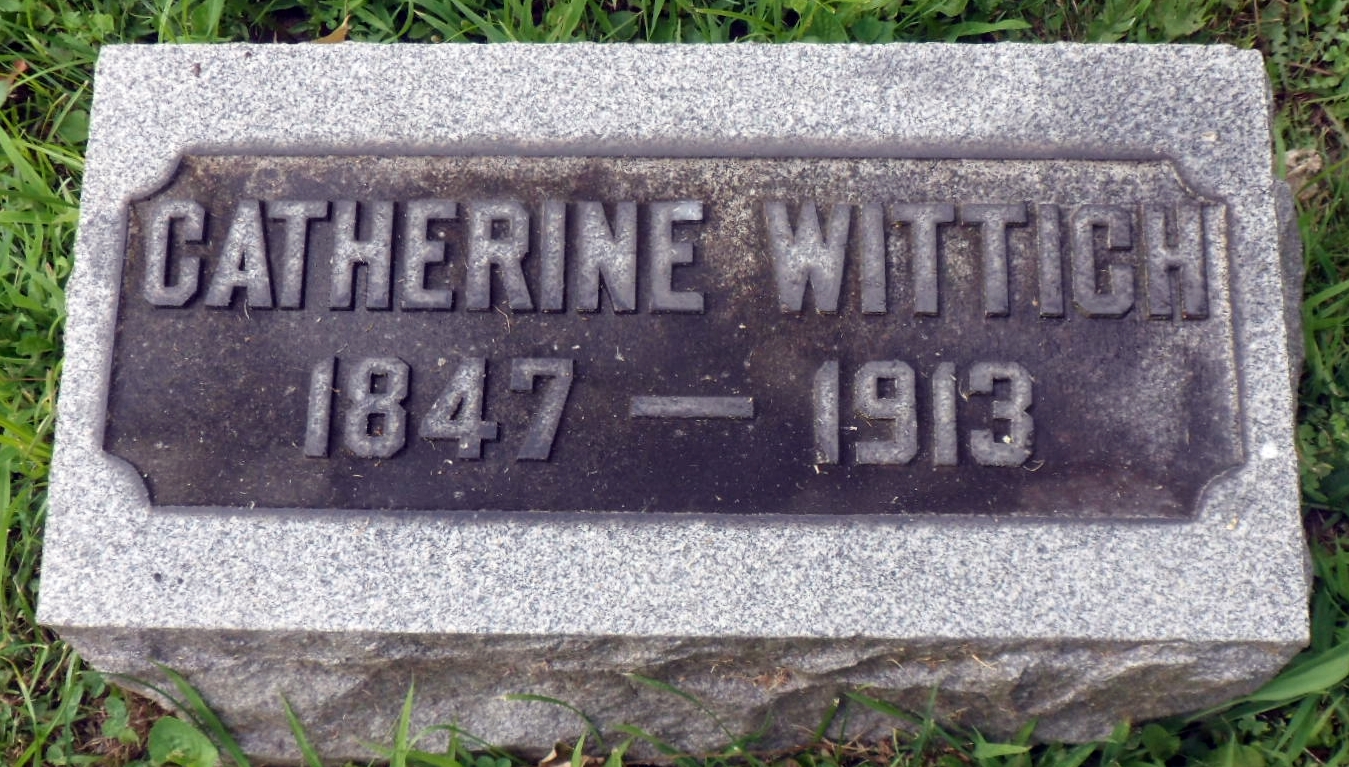 CATHERINE WITTICH
1847 — 1913